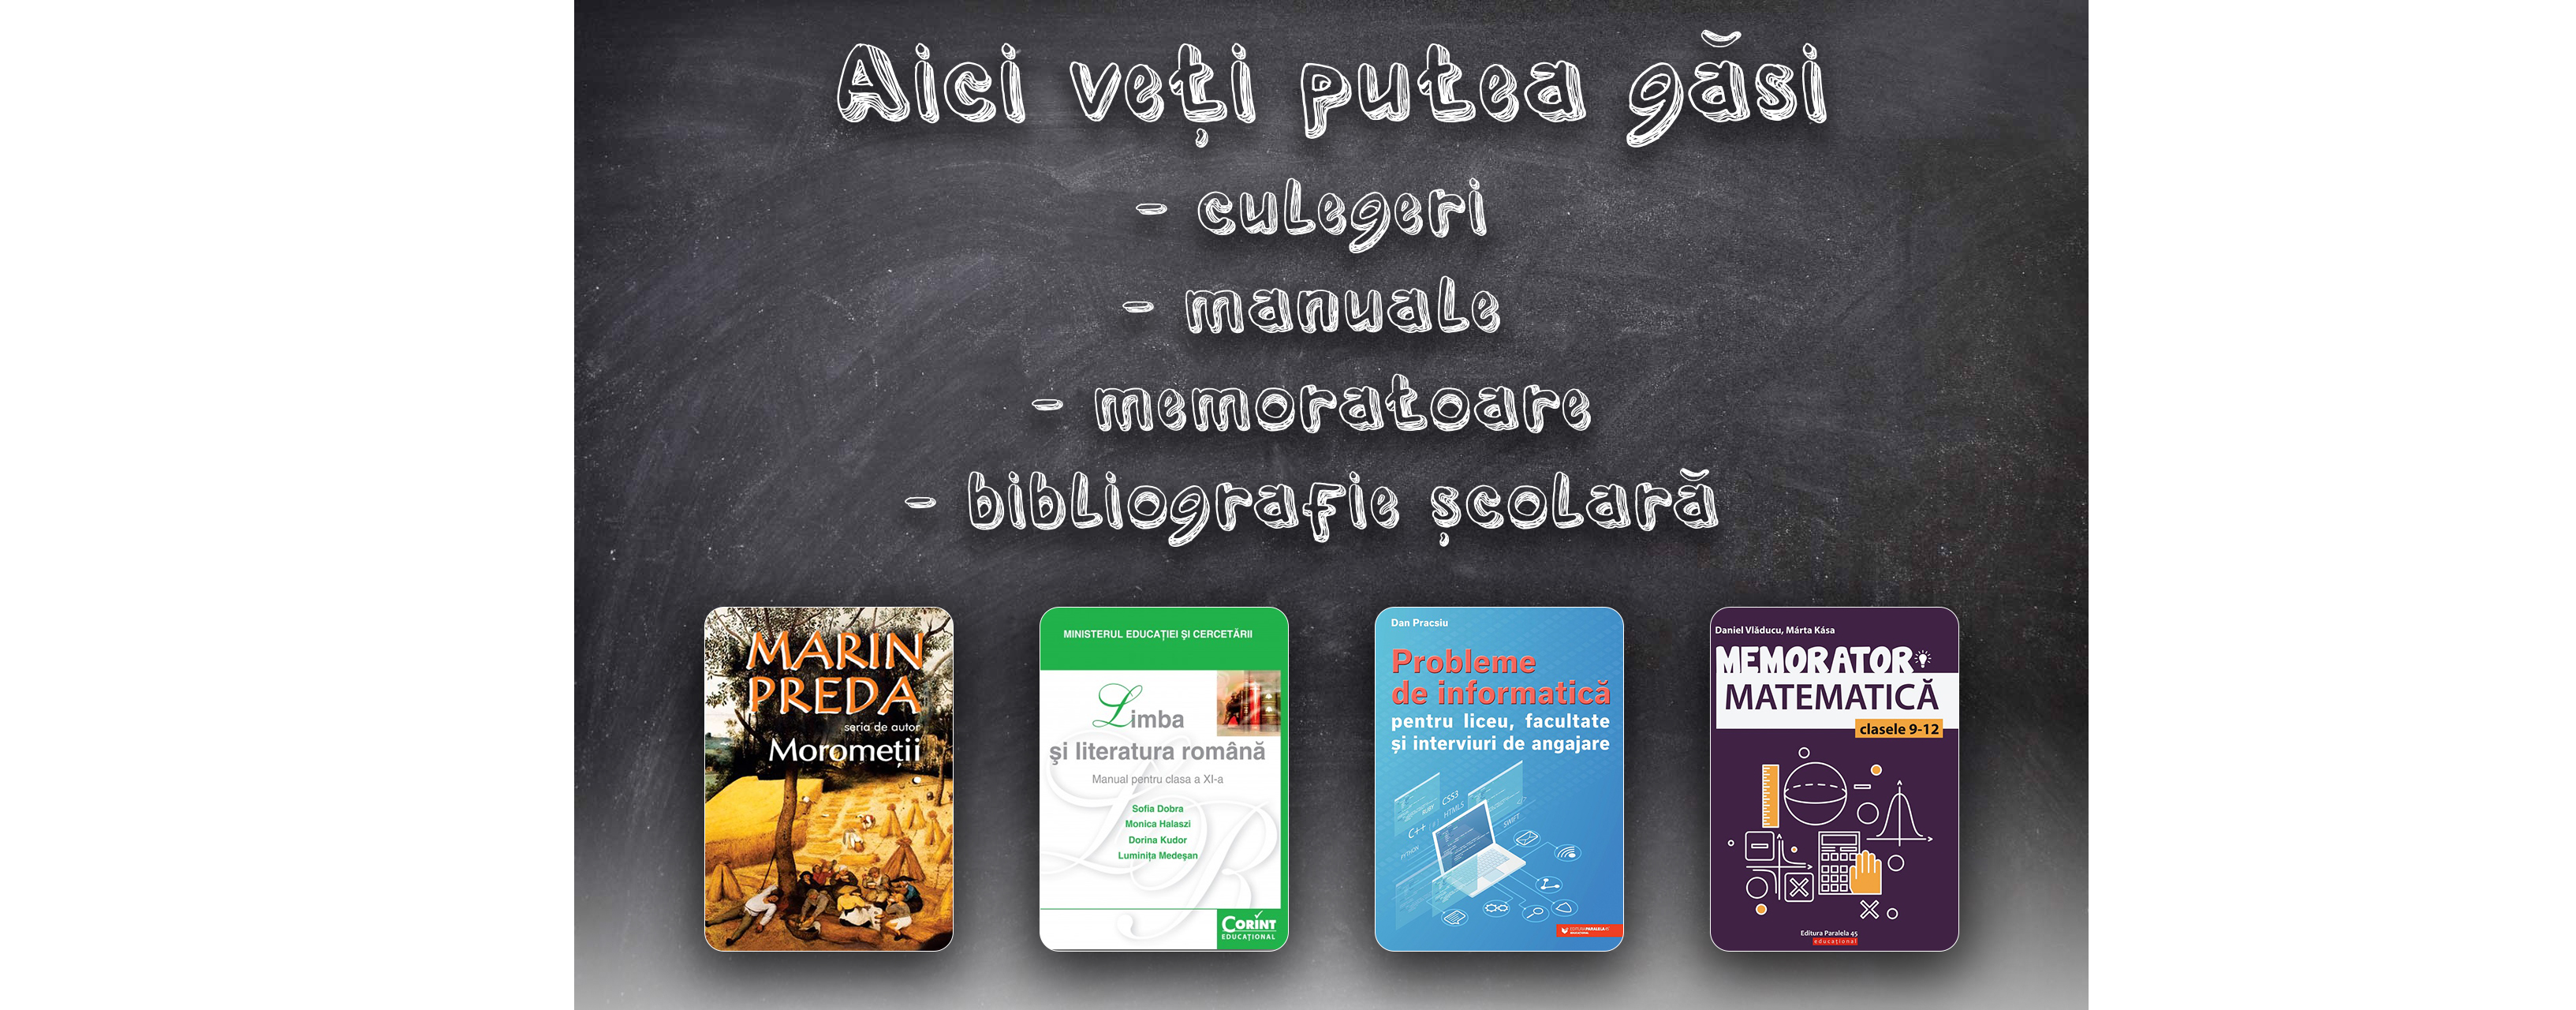 Aici veți putea găsi
- culegeri
- manuale
- memoratoare
- bibliografie școlară
MARIN
PREDA
seria de autor
Moromeții
MINISTERUL EDUCAȚIEI ȘI CERCETĂRII
Limba
și literatura română
Manual pentru clasa a XI-a
Sofia Dobra
Monica Halaszi
Dorina Kudor
Luminița Medeșan
CORINT
EDUCAȚIONAL
Dan Pracsiu
Probleme
de informatică
pentru liceu, facultate
și interviuri de angajare
RUBY
CSS3
HTML5
C++
SWIFT
PYTHON
EDITURA PARALELA 45
Daniel Vlăducu, Márta Kása
MEMORATOR
MATEMATICĂ
clasele 9-12
Editura Paralela 45
educațional